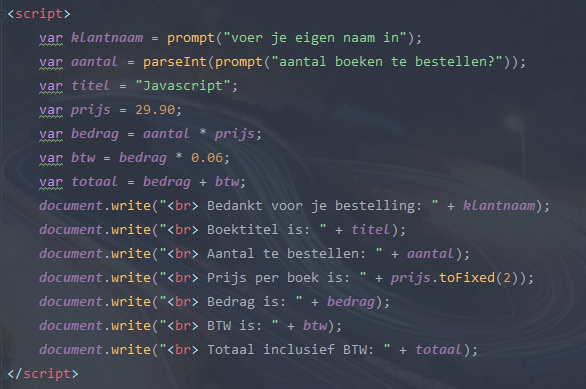 <script>
var klantnaam = prompt("voer je eigen naam in");
var aantal = parseInt(prompt("aantal boeken te bestellen?"));
var titel = "Javascript";
var prijs = 29.90;
var bedrag = aantal * prijs;
var btw = bedrag * 0.06;
var totaal = bedrag + btw;
document.write("<br> Bedankt voor je bestelling: " + klantnaam);
document.write("<br> Boektitel is: " + titel);
document.write("<br> Aantal te bestellen: " + aantal);
document.write("<br> Prijs per boek is: " + prijs.toFixed(2));
document.write("<br> Bedrag is: " + bedrag);
document.write("<br> BTW is: " + btw);
document.write("<br> Totaal inclusief BTW: " + totaal);
</script>